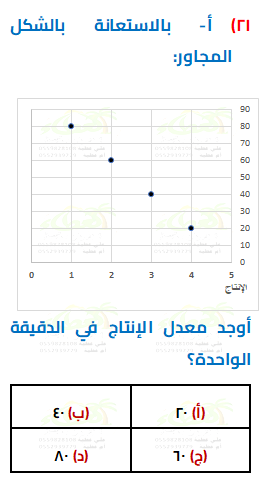 ٢١) أ- بالاستعانة بالشكل
المجاور:
90
80
70
60
50
40
30
20
10
0
0 1 2 3 4 5
الإنتاج
أوجد معدل الإنتاج في الدقيقة
الواحدة؟
(أ) ٢٠ (ب) ٤٠
(ج) ٦٠ (د) ٨٠